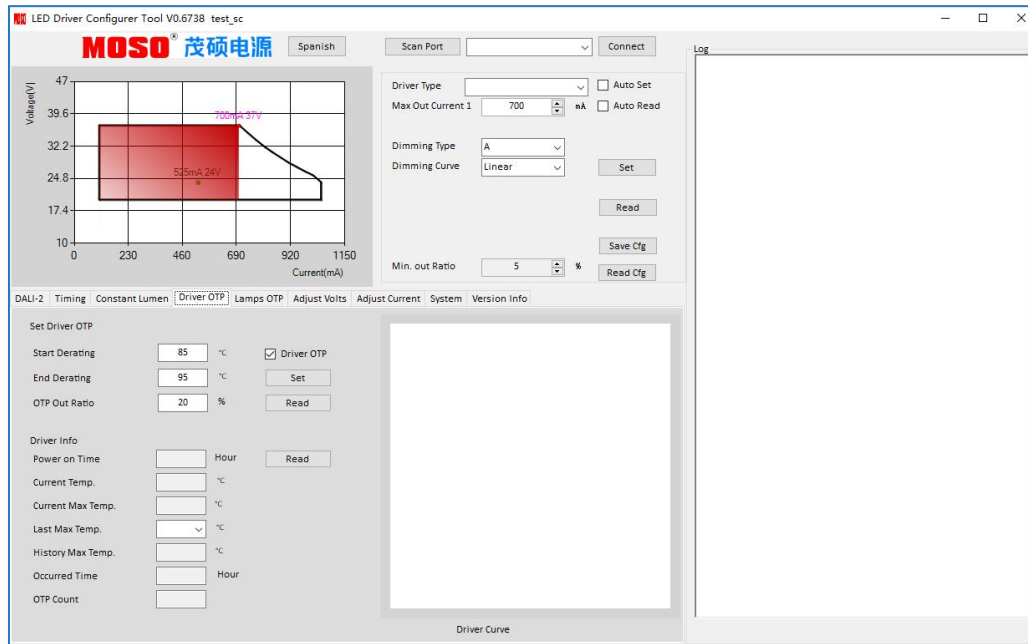 LED Driver Configurer Tool V0.6738 test_sc
MOSO® 茂硕电源
Spanish
Scan Port
Connect
Log
Voltage(V)
47
39.6
32.2
24.8
17.4
10
700mA 37V
525mA 24V
0 230 460 690 920 1150
Current(mA)
Driver Type
Auto Set
Max Out Current 1 700 mA
Auto Read
Dimming Type A
Dimming Curve Linear
Set
Read
Save Cfg
Min. out Ratio 5 %
Read Cfg
DALI-2 Timing Constant Lumen Driver OTP Lamps OTP Adjust Volts Adjust Current System Version Info
Set Driver OTP
Start Derating 85 °C Driver OTP
End Derating 95 °C Set
OTP Out Ratio 20 % Read
Driver Info
Power on Time Hour Read
Current Temp. °C
Current Max Temp. °C
Last Max Temp. °C
History Max Temp. °C
Occurred Time Hour
OTP Count
Driver Curve